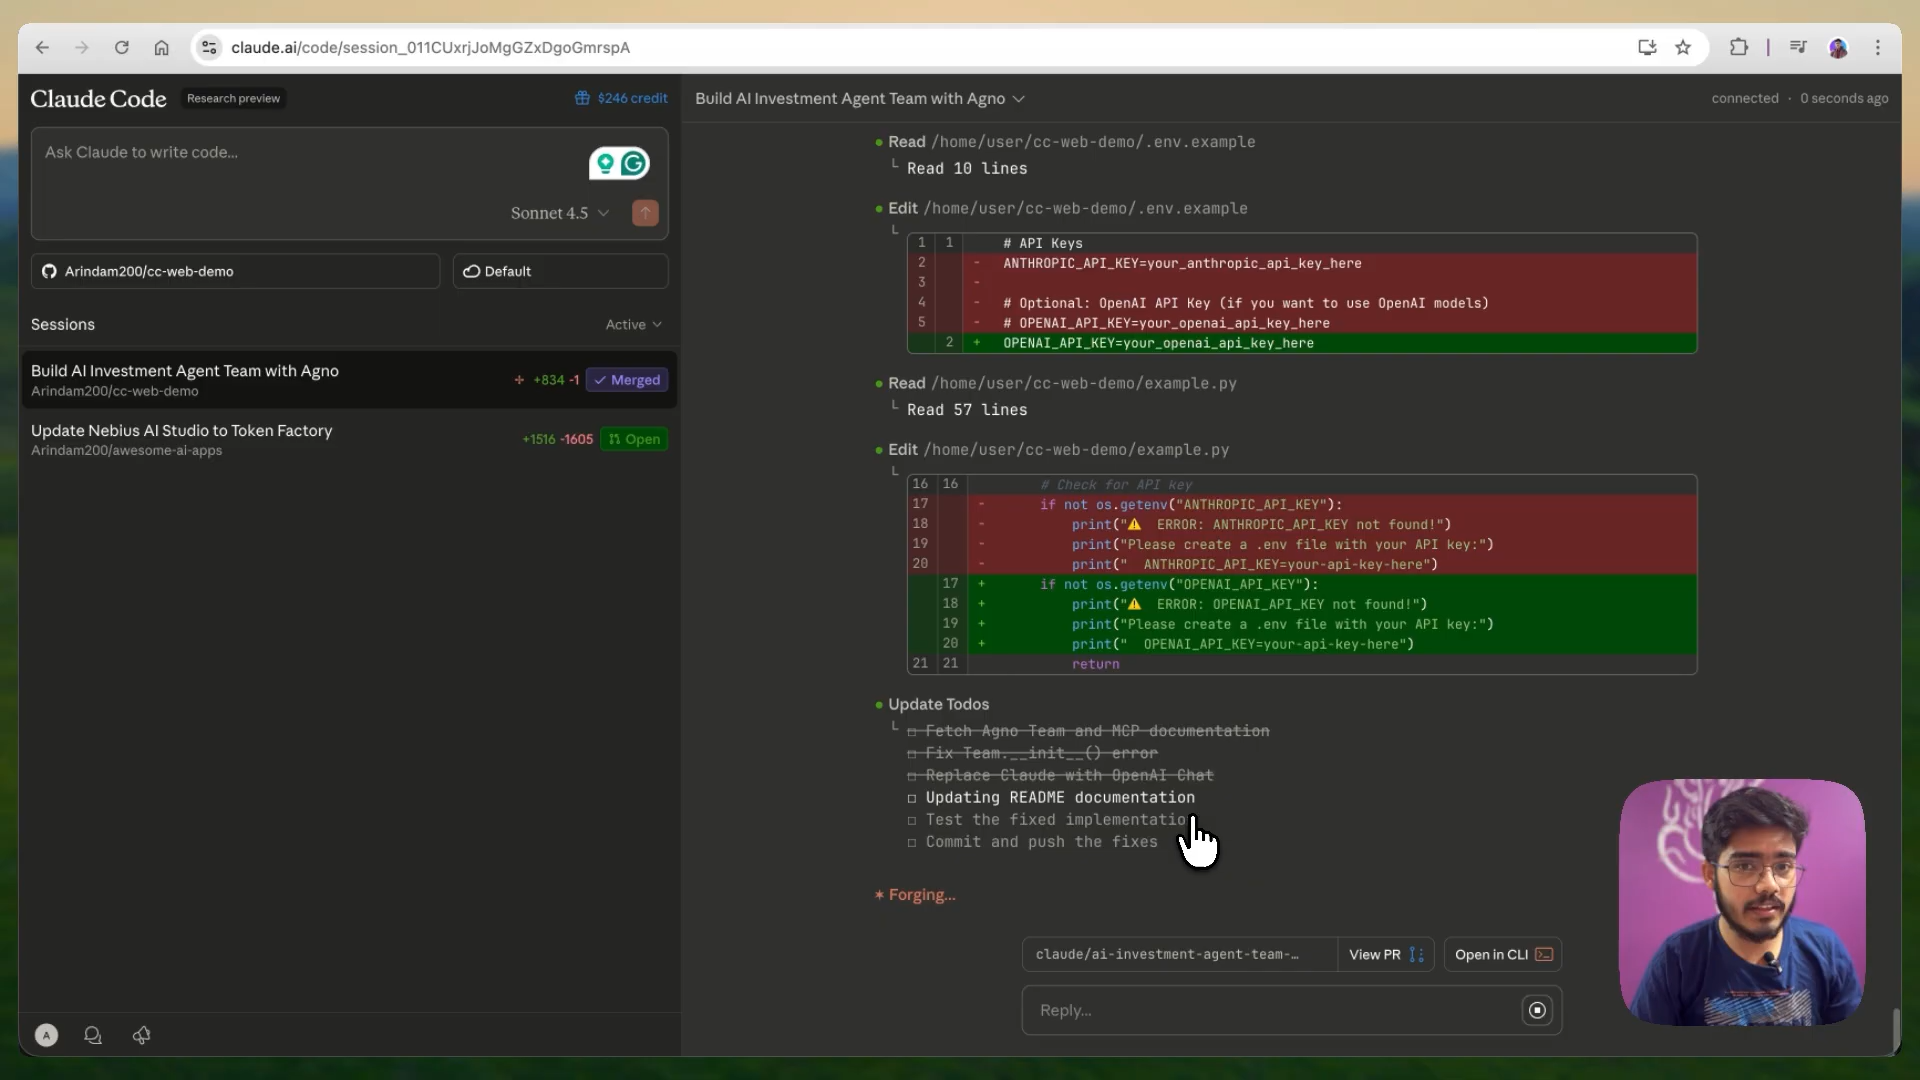 claude.ai/code/session_011CUxrjJoMgGZxDgoGmrspA
Claude Code
Research preview
$246 credit
Ask Claude to write code...
Sonnet 4.5
Arindam200/cc-web-demo
Default
Sessions
Active
Build AI Investment Agent Team with Agno
Arindam200/cc-web-demo
+834 -1
Merged
Update Nebius AI Studio to Token Factory
Arindam200/awesome-ai-apps
+1516 -1605
Open
A
Build AI Investment Agent Team with Agno
connected · 0 seconds ago
Read /home/user/cc-web-demo/.env.example
Read 10 lines
Edit /home/user/cc-web-demo/.env.example
1 1 # API Keys
2 - ANTHROPIC_API_KEY=your_anthropic_api_key_here
3 -
4 - # Optional: OpenAI API Key (if you want to use OpenAI models)
5 - # OPENAI_API_KEY=your_openai_api_key_here
2 + OPENAI_API_KEY=your_openai_api_key_here
Read /home/user/cc-web-demo/example.py
Read 57 lines
Edit /home/user/cc-web-demo/example.py
16 16 # Check for API key
17 - if not os.getenv("ANTHROPIC_API_KEY"):
18 - print("⚠️ ERROR: ANTHROPIC_API_KEY not found!")
19 - print("Please create a .env file with your API key:")
20 - print("  ANTHROPIC_API_KEY=your-api-key-here")
17 + if not os.getenv("OPENAI_API_KEY"):
18 + print("⚠️ ERROR: OPENAI_API_KEY not found!")
19 + print("Please create a .env file with your API key:")
20 + print("  OPENAI_API_KEY=your-api-key-here")
21 21 return
Update Todos
☐ Fetch Agno Team and MCP documentation
☐ Fix Team.__init__() error
☐ Replace Claude with OpenAI Chat
☐ Updating README documentation
☐ Test the fixed implementatio
☐ Commit and push the fixes
✶ Forging...
claude/ai-investment-agent-team-…
View PR
Open in CLI
Reply...